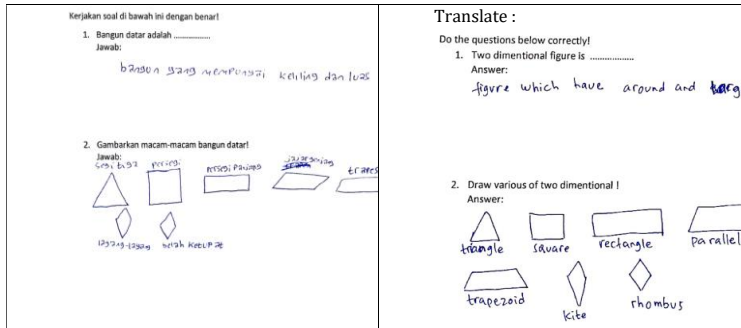 Kerjakan soal di bawah ini dengan benar!
1. Bangun datar adalah ................
Jawab:
bangun yang mempunyai keliling dan luas
2. Gambarkan macam-macam bangun datar!
Jawab:
segitiga persegi persegi panjang jajargenjang trapes
layang-layang belah ketupat
Translate :
Do the questions below correctly!
1. Two dimentional figure is ..................
Answer:
figure which have around and
2. Draw various of two dimentional !
Answer:
triangle square rectangle parallel
trapezoid kite rhombus